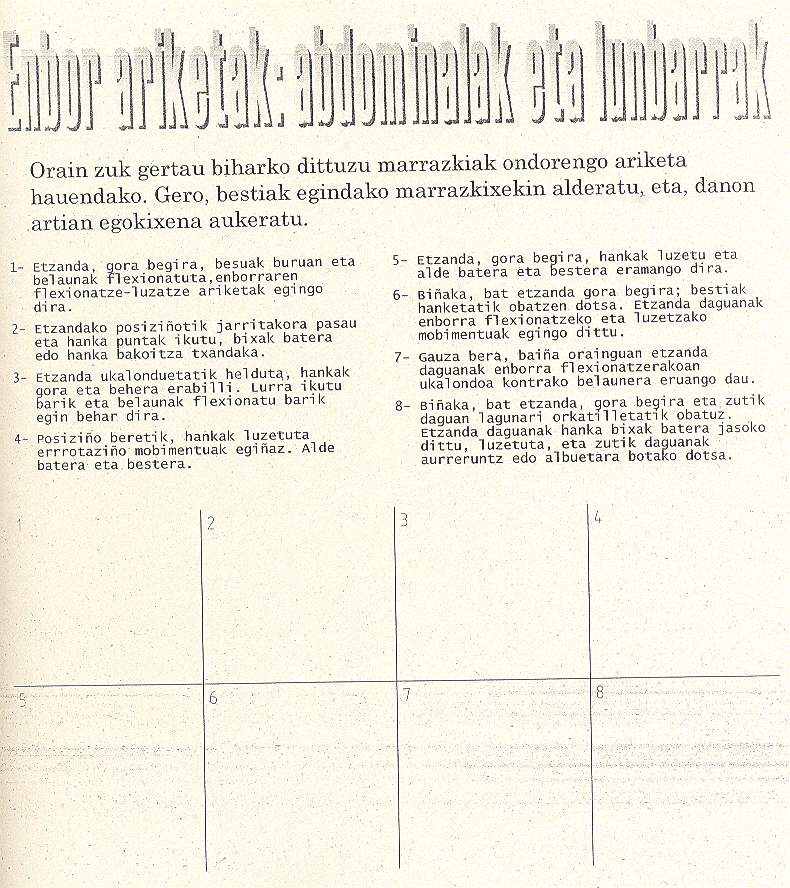 Enbor ariketak: abdominalak eta lunbarrak
Orain zuk gertau biharko dittuzu marrazkiak ondorengo ariketa
hauendako. Gero, bestiak egindako marrazkixekin alderatu, eta, danon
artian egokixena aukeratu.
1- Etzanda, gora begira, besuak buruan eta
belaunak flexionatuta,enborraren
flexionatze-luzatze ariketak egingo
dira.
2- Etzandako posiziñotik jarritakora pasau
eta hanka puntak ikutu, bixak batera
edo hanka bakoitza txandaka.
3- Etzanda ukalonduetatik helduta, hankak
gora eta behera erabilli. Lurra ikutu
barik eta belaunak flexionatu barik
egin behar dira.
4- Posiziño beretik, hankak luzetuta
errrotaziño mobimentuak egiñaz. Alde
batera eta bestera.
5- Etzanda, gora begira, hankak luzetu eta
alde batera eta bestera eramango dira.
6- Biñaka, bat etzanda gora begira; bestiak
hanketatik obatzen dotsa. Etzanda daguanak
enborra flexionatzeko eta luzetzako
mobimentuak egingo dittu.
7- Gauza bera, baiña orainguan etzanda
daguanak enborra flexionatzerakoan
ukalondoa kontrako belaunera eruango dau.
8- Biñaka, bat etzanda, gora begira eta zutik
daguan lagunari orkatilletatik obatuz.
Etzanda daguanak hanka bixak batera jasoko
dittu, luzetuta, eta zutik daguanak
aurreruntz edo albuetara botako dotsa.
1
2
3
4
5
6
7
8